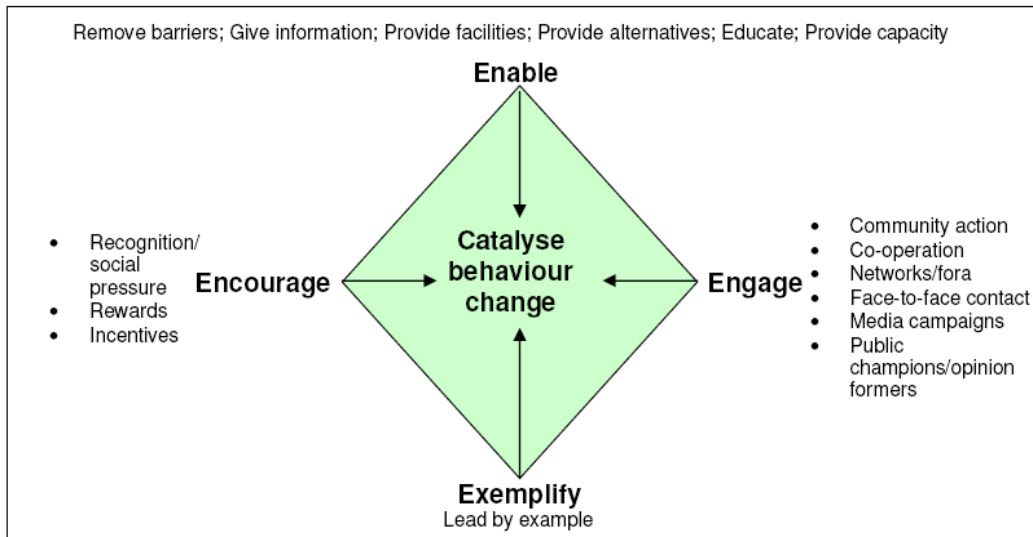 Remove barriers; Give information; Provide facilities; Provide alternatives; Educate; Provide capacity
Enable
• Recognition/
social
pressure
• Rewards
• Incentives
Encourage
Catalyse
behaviour
change
Engage
• Community action
• Co-operation
• Networks/fora
• Face-to-face contact
• Media campaigns
• Public
champions/opinion
formers
Exemplify
Lead by example